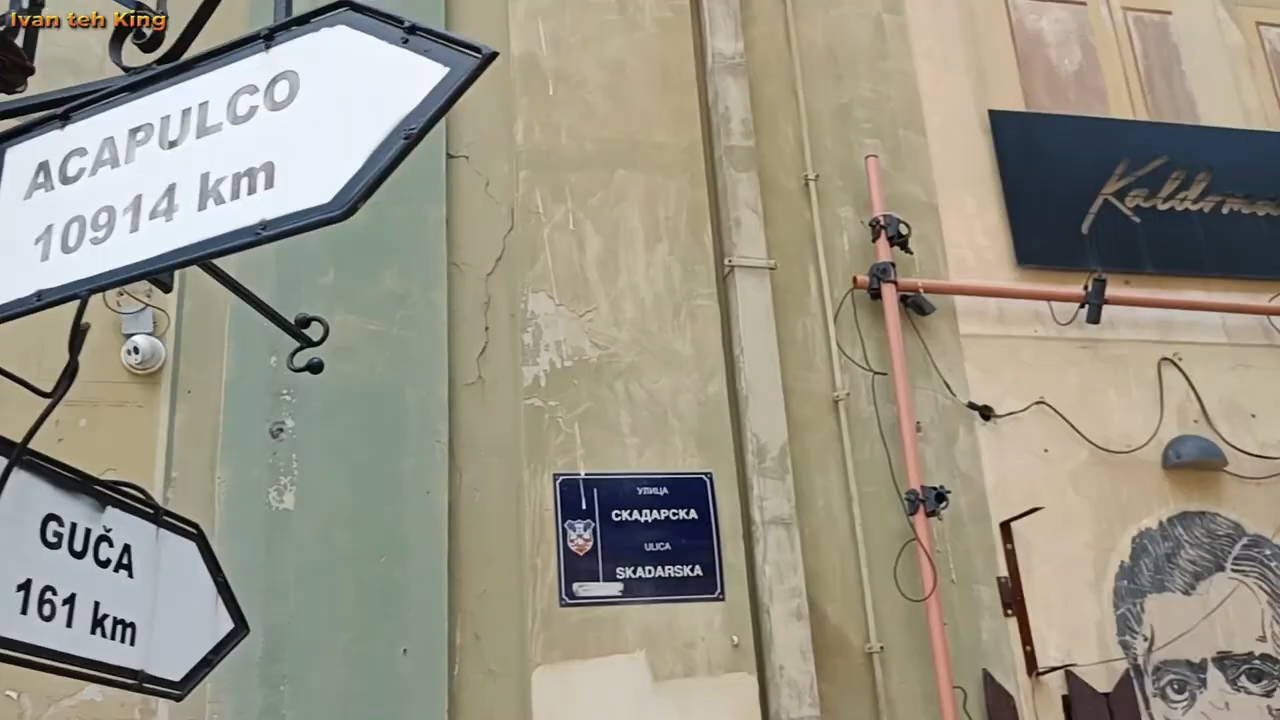 Ivan teh King
ACAPULCO
10914 km
GUČA
161 km
УЛИЦА
СКАДАРСКА
ULICA
SKADARSKA